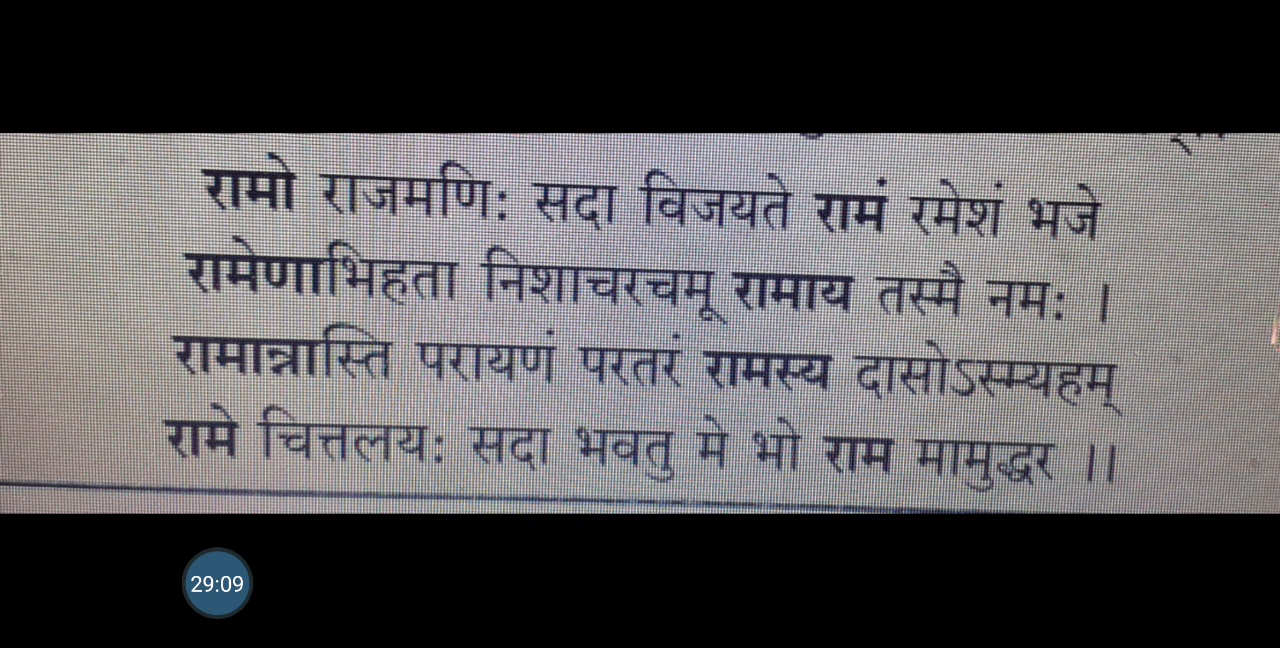 रामो राजमणिः सदा विजयते रामं रमेशं भजे
रामेणाभिहता निशाचरचमू रामाय तस्मै नमः ।
रामान्नास्ति परायणं परतरं रामस्य दासोऽस्म्यहम्
रामे चित्तलयः सदा भवतु मे भो राम मामुद्धर ।।
29:09